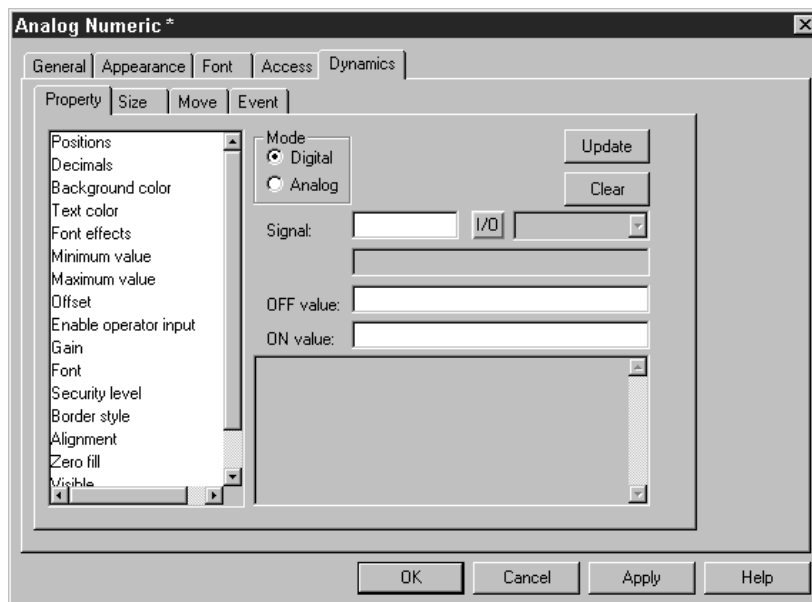 Analog Numeric *
General Appearance Font Access Dynamics
Property Size Move Event
Positions
Decimals
Background color
Text color
Font effects
Minimum value
Maximum value
Offset
Enable operator input
Gain
Font
Security level
Border style
Alignment
Zero fill
Visible
Mode
Digital
Analog
Update
Clear
Signal:
I/O
OFF value:
ON value:
OK Cancel Apply Help